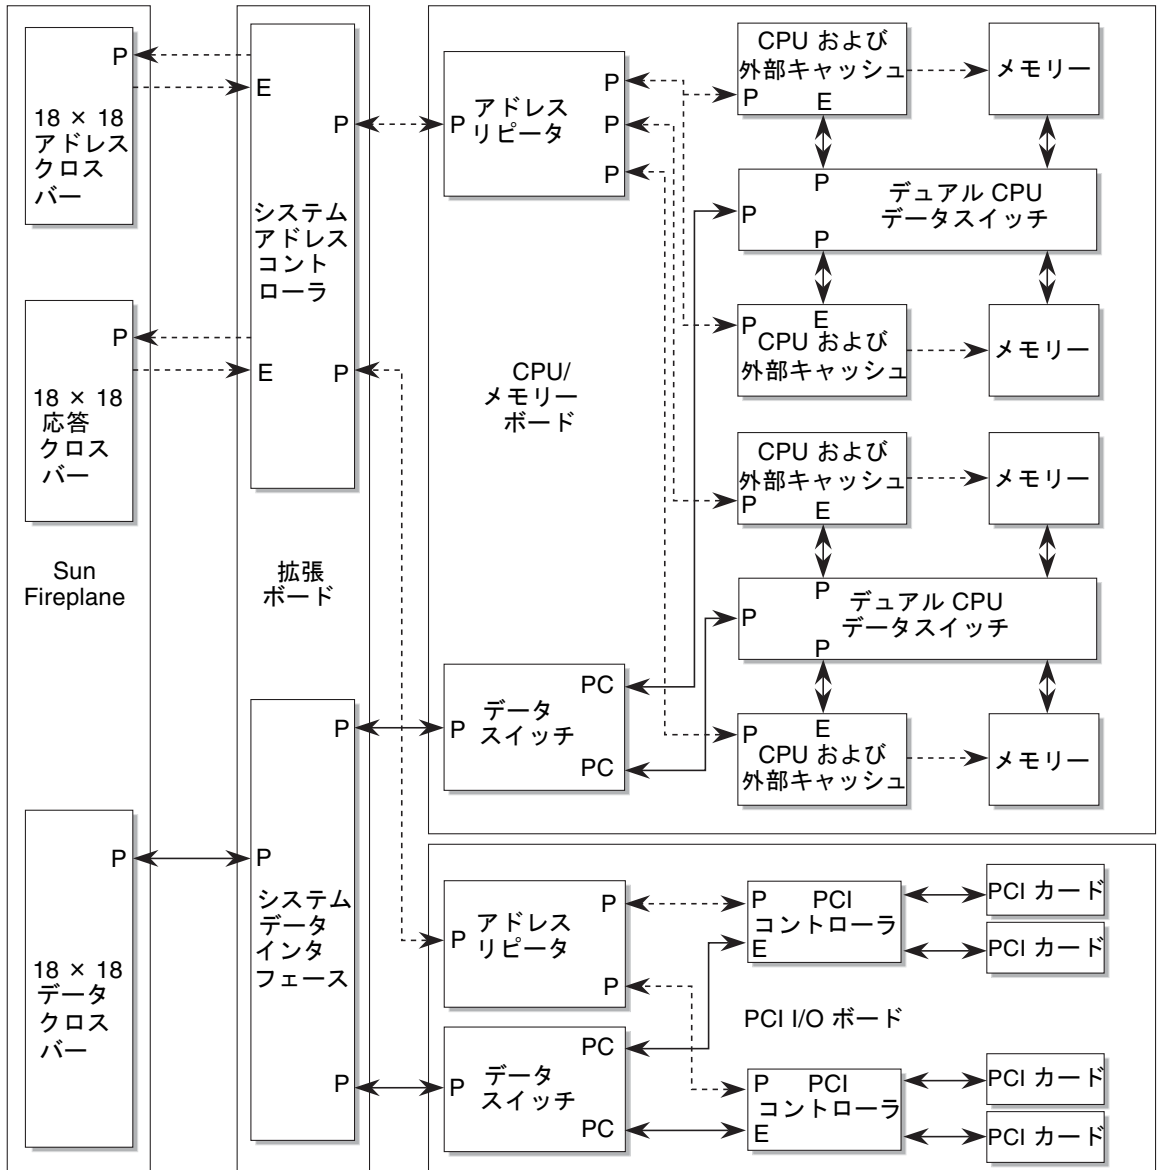 P
18 × 18
アドレス
クロス
バー
P
18 × 18
応答
クロス
バー
Sun
Fireplane
P
18 × 18
データ
クロス
バー
E
P
システム
アドレス
コント
ローラ
E
P
拡張
ボード
P
P
システム
データ
インタ
フェース
P
P
アドレス
リピータ
P
P
P
CPU/
メモリー
ボード
P
データ
スイッチ
PC
PC
CPU および
外部キャッシュ
P
E
メモリー
P
P
デュアル CPU
データスイッチ
P
P
E
CPU および
外部キャッシュ
メモリー
CPU および
外部キャッシュ
P
E
メモリー
P
P
デュアル CPU
データスイッチ
P
P
E
CPU および
外部キャッシュ
メモリー
P
アドレス
リピータ
P
P
P
データ
スイッチ
PC
PC
P PCI
コントローラ
E
PCI カード
PCI カード
PCI I/O ボード
P PCI
コントローラ
E
PCI カード
PCI カード